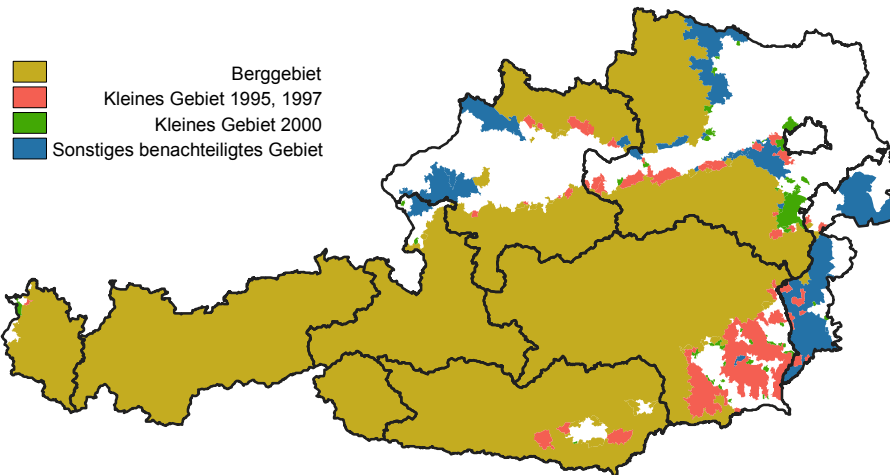 Berggebiet
Kleines Gebiet 1995, 1997
Kleines Gebiet 2000
Sonstiges benachteiligtes Gebiet